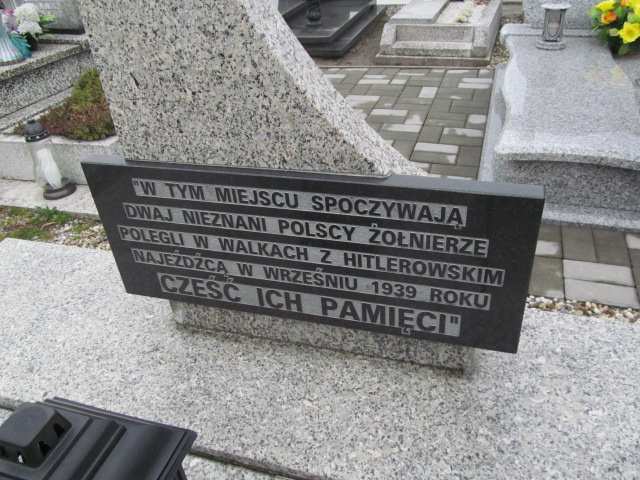 "W TYM MIEJSCU SPOCZYWAJĄ
DWAJ NIEZNANI POLSCY ŻOŁNIERZE
POLEGLI W WALKACH Z HITLEROWSKIM
NAJEŹDŹCĄ W WRZEŚNIU 1939 ROKU
CZEŚĆ ICH PAMIĘCI"